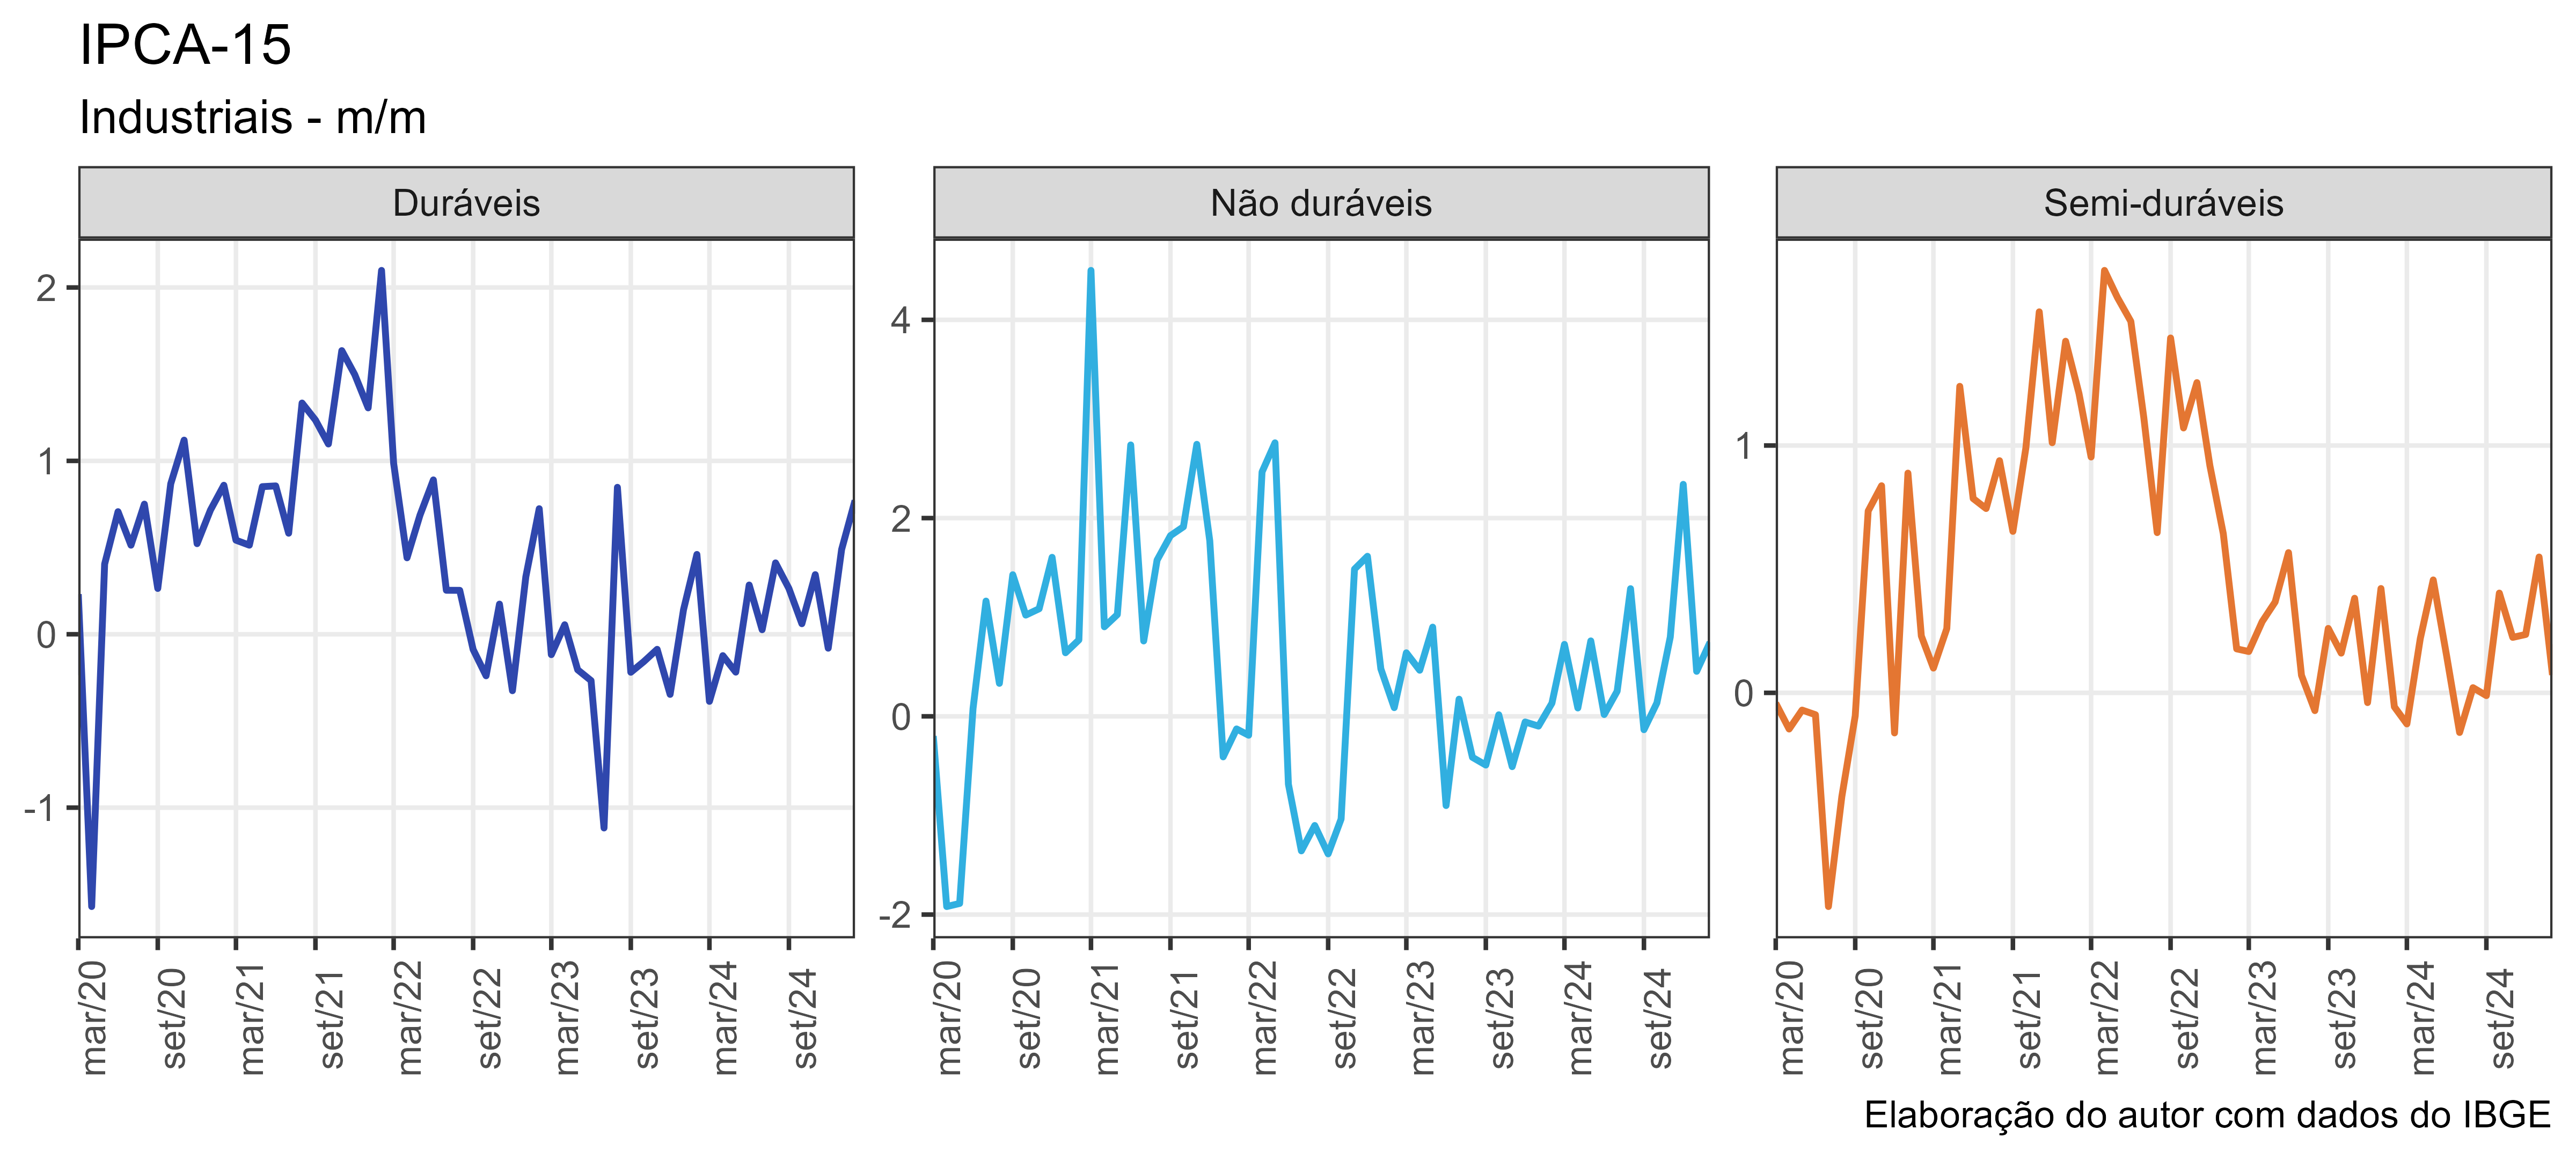 IPCA-15
Industriais - m/m
Duráveis
2
1
0
-1
mar/20
set/20
mar/21
set/21
mar/22
set/22
mar/23
set/23
mar/24
set/24
Não duráveis
4
2
0
-2
mar/20
set/20
mar/21
set/21
mar/22
set/22
mar/23
set/23
mar/24
set/24
Semi-duráveis
1
0
mar/20
set/20
mar/21
set/21
mar/22
set/22
mar/23
set/23
mar/24
set/24
Elaboração do autor com dados do IBGE